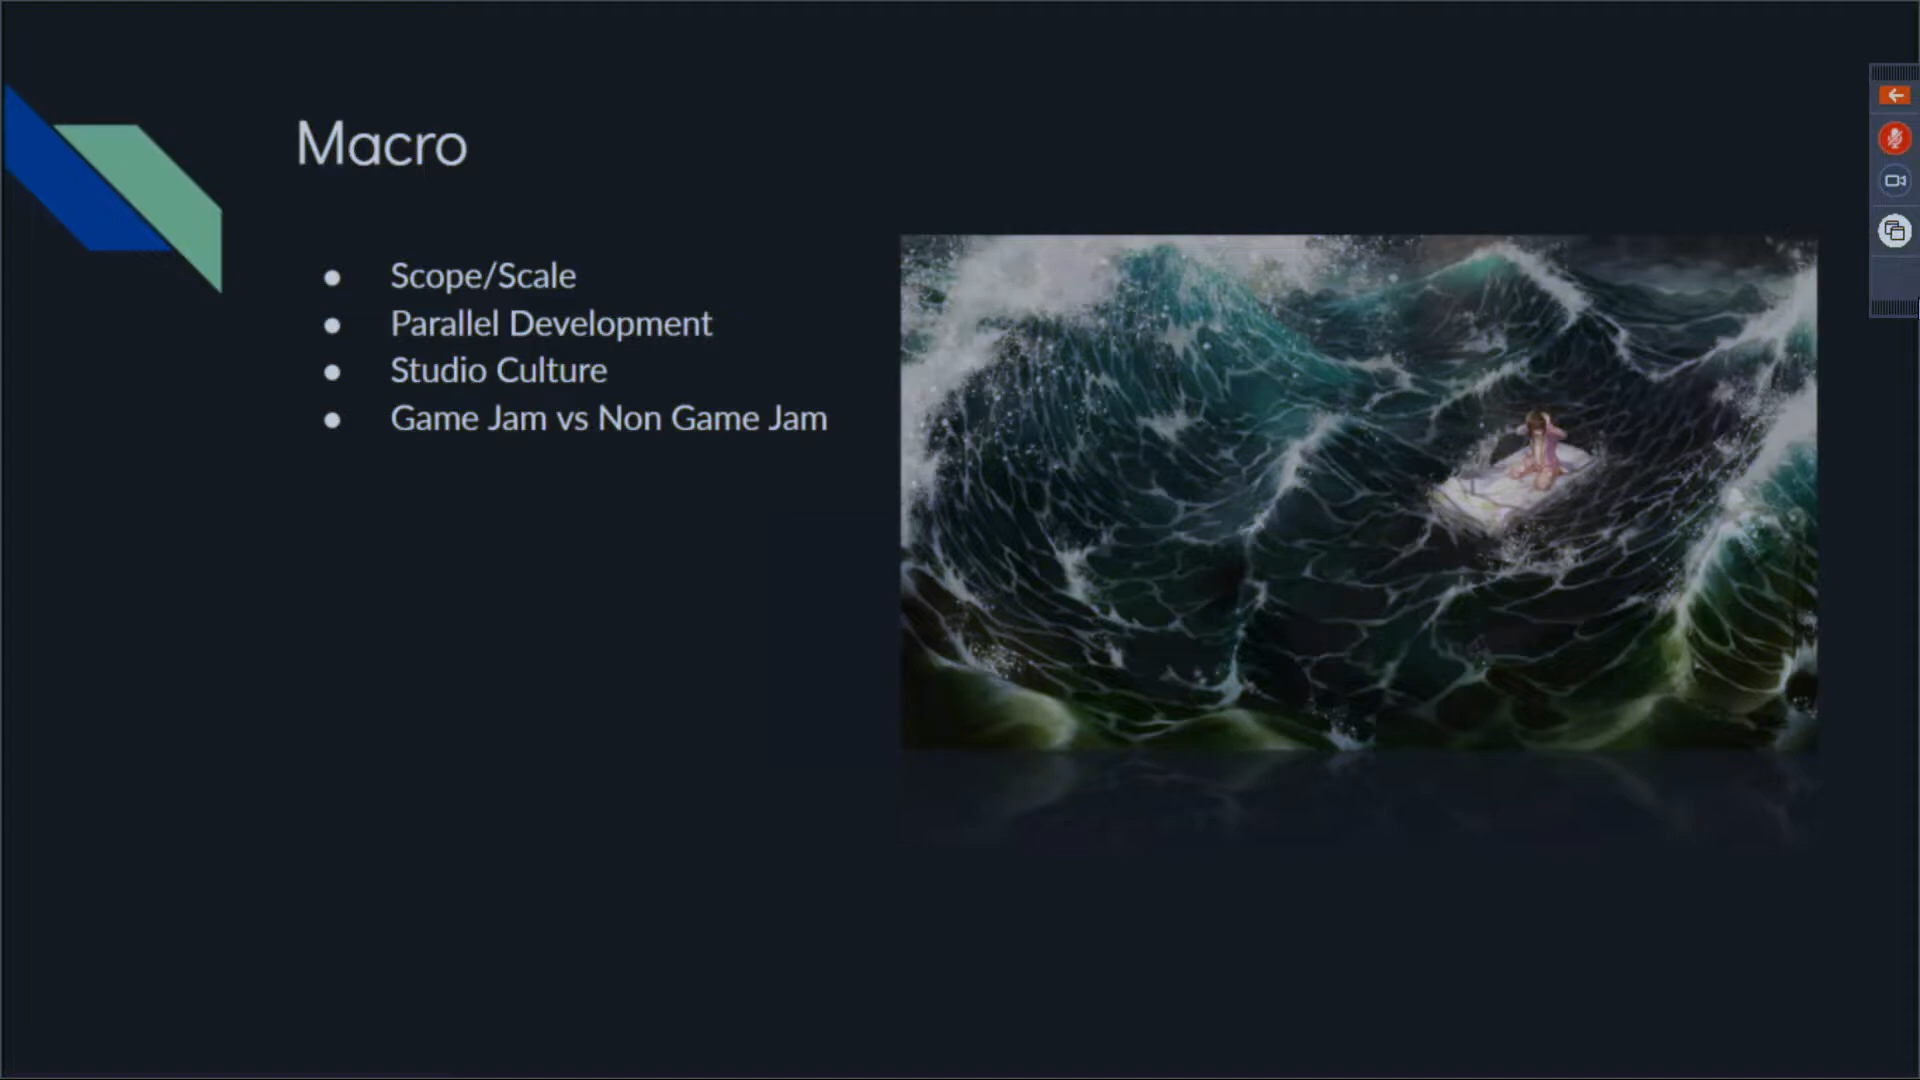 Macro
Scope/Scale
Parallel Development
Studio Culture
Game Jam vs Non Game Jam